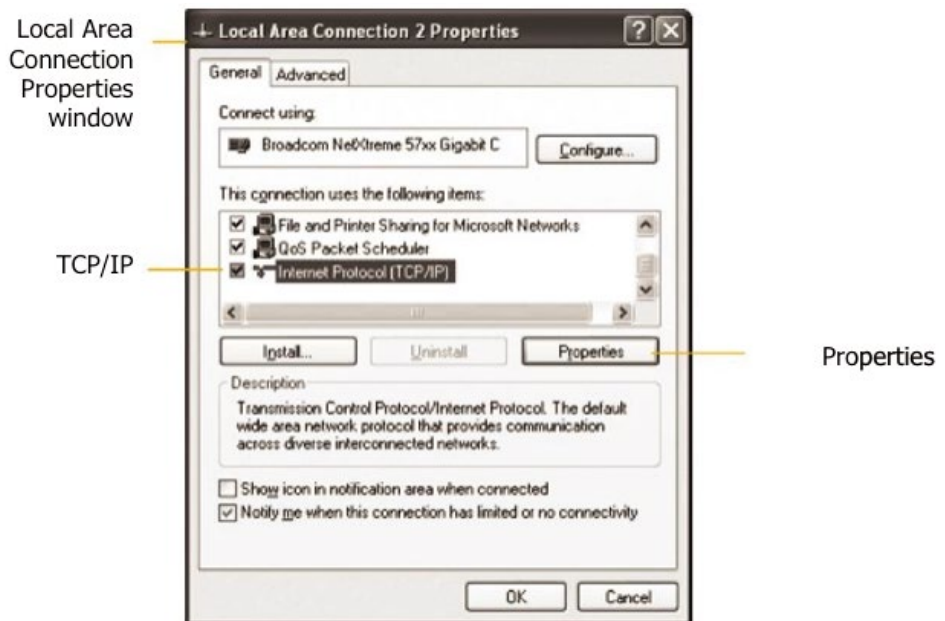 Local Area
Connection
Properties
window
Local Area Connection 2 Properties
General
Advanced
Connect using:
Broadcom NetXtreme 57xx Gigabit C
Configure...
This connection uses the following items:
File and Printer Sharing for Microsoft Networks
QoS Packet Scheduler
TCP/IP
Internet Protocol (TCP/IP)
Install...
Uninstall
Properties
Properties
Description
Transmission Control Protocol/Internet Protocol. The default
wide area network protocol that provides communication
across diverse interconnected networks.
Show icon in notification area when connected
Notify me when this connection has limited or no connectivity
OK
Cancel